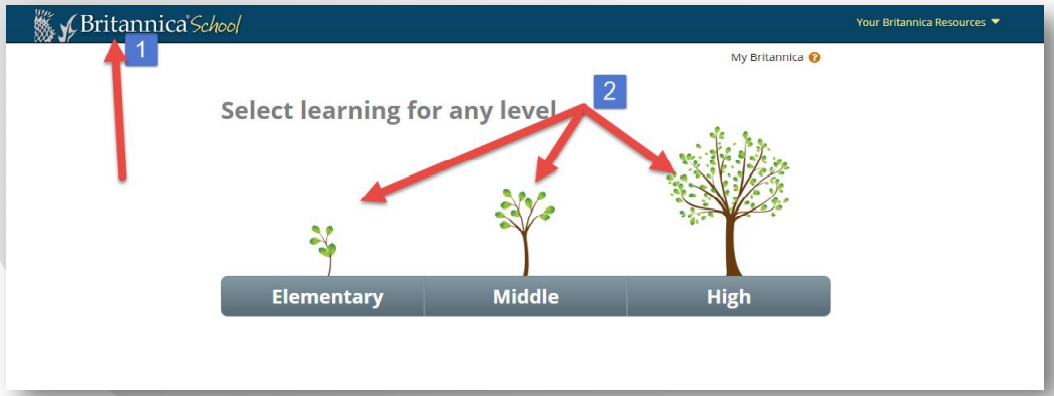 Britannica School
Your Britannica Resources
1
My Britannica ?
2
Select learning for any level
Elementary Middle High